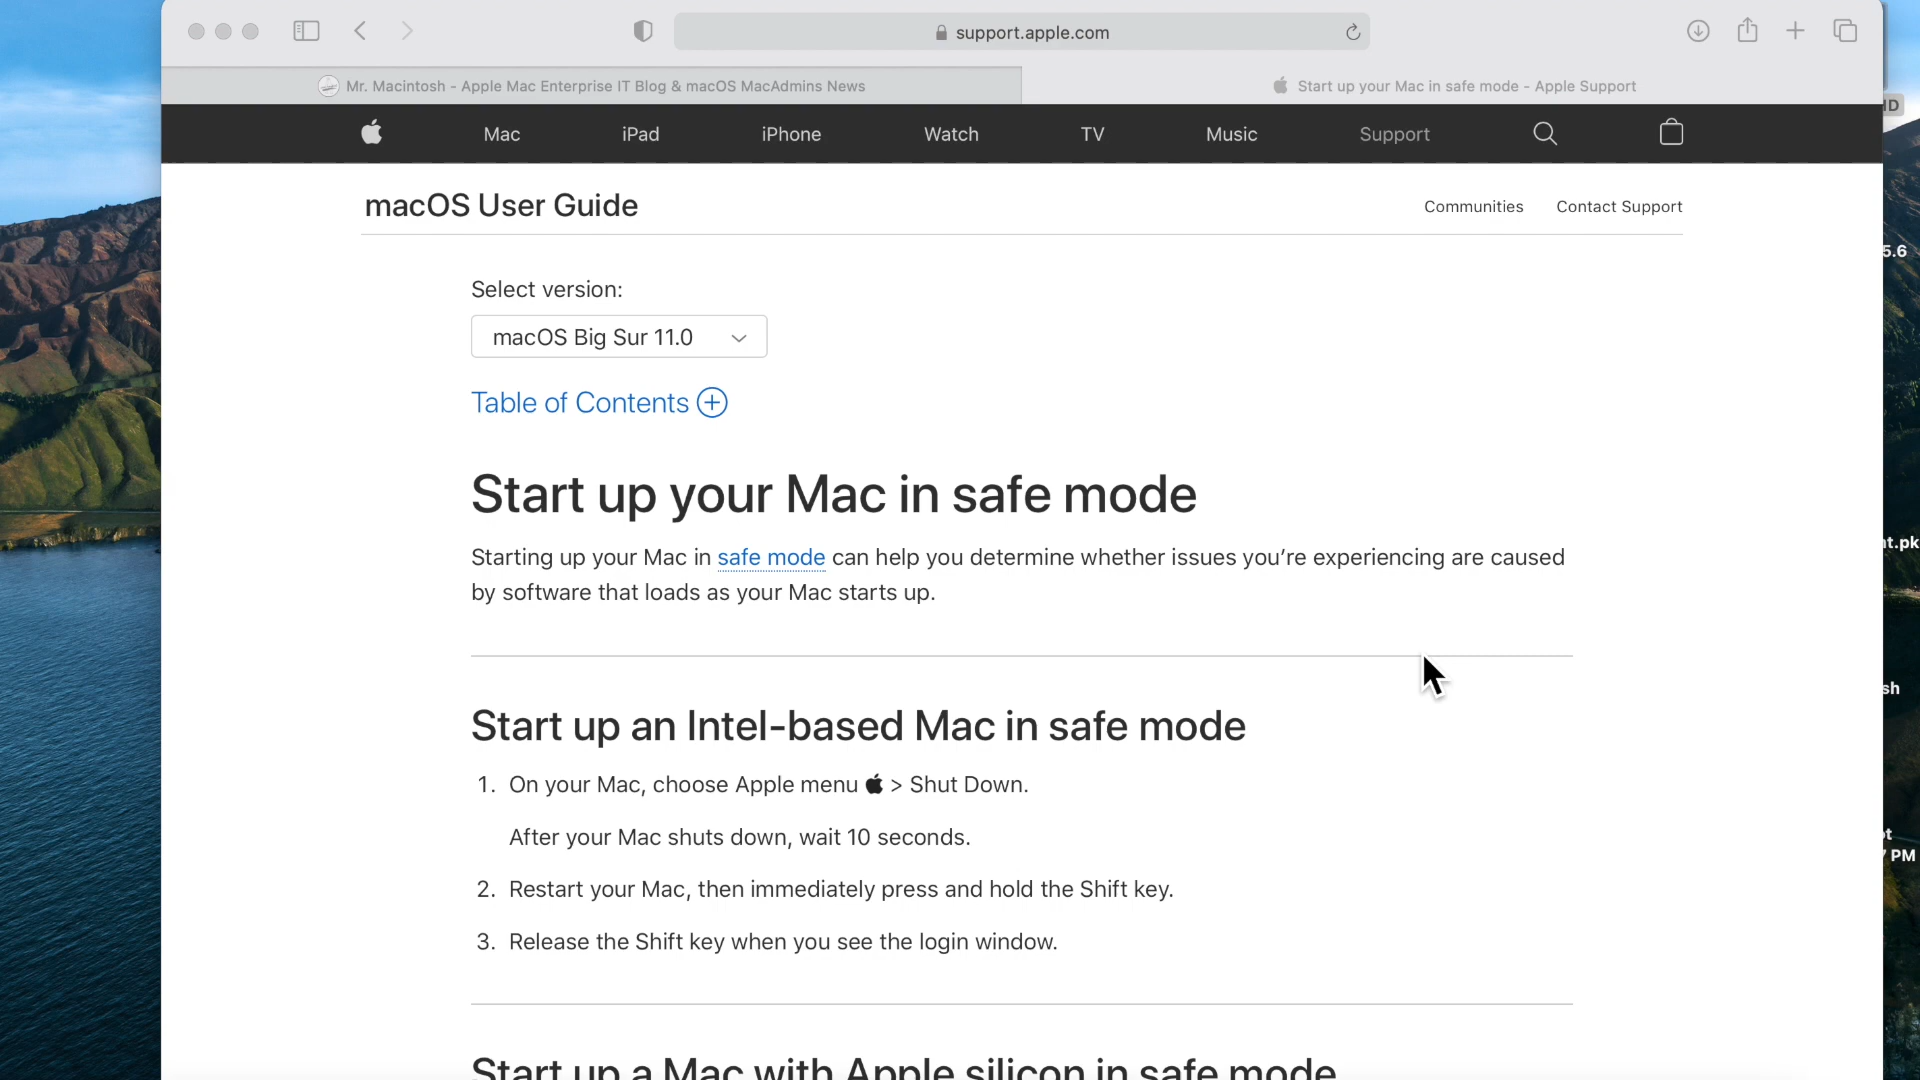 support.apple.com
Mr. Macintosh - Apple Mac Enterprise IT Blog & macOS MacAdmins News
Start up your Mac in safe mode - Apple Support
Mac iPad iPhone Watch TV Music Support
macOS User Guide
Communities Contact Support
Select version:
macOS Big Sur 11.0
Table of Contents
Start up your Mac in safe mode
Starting up your Mac in safe mode can help you determine whether issues you’re experiencing are caused
by software that loads as your Mac starts up.
Start up an Intel-based Mac in safe mode
1. On your Mac, choose Apple menu > Shut Down.
After your Mac shuts down, wait 10 seconds.
2. Restart your Mac, then immediately press and hold the Shift key.
3. Release the Shift key when you see the login window.
Start up a Mac with Apple silicon in safe mode
5.6
PM